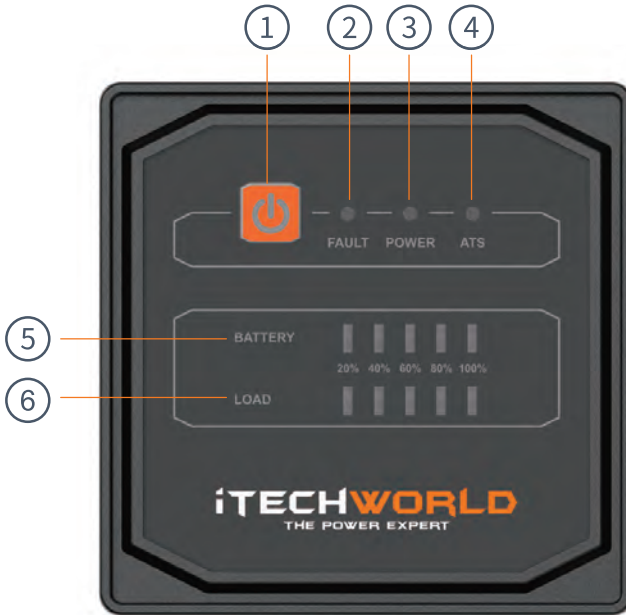 1 2 3 4
FAULT POWER ATS
5 BATTERY
20% 40% 60% 80% 100%
6 LOAD
iTECHWORLD
THE POWER EXPERT